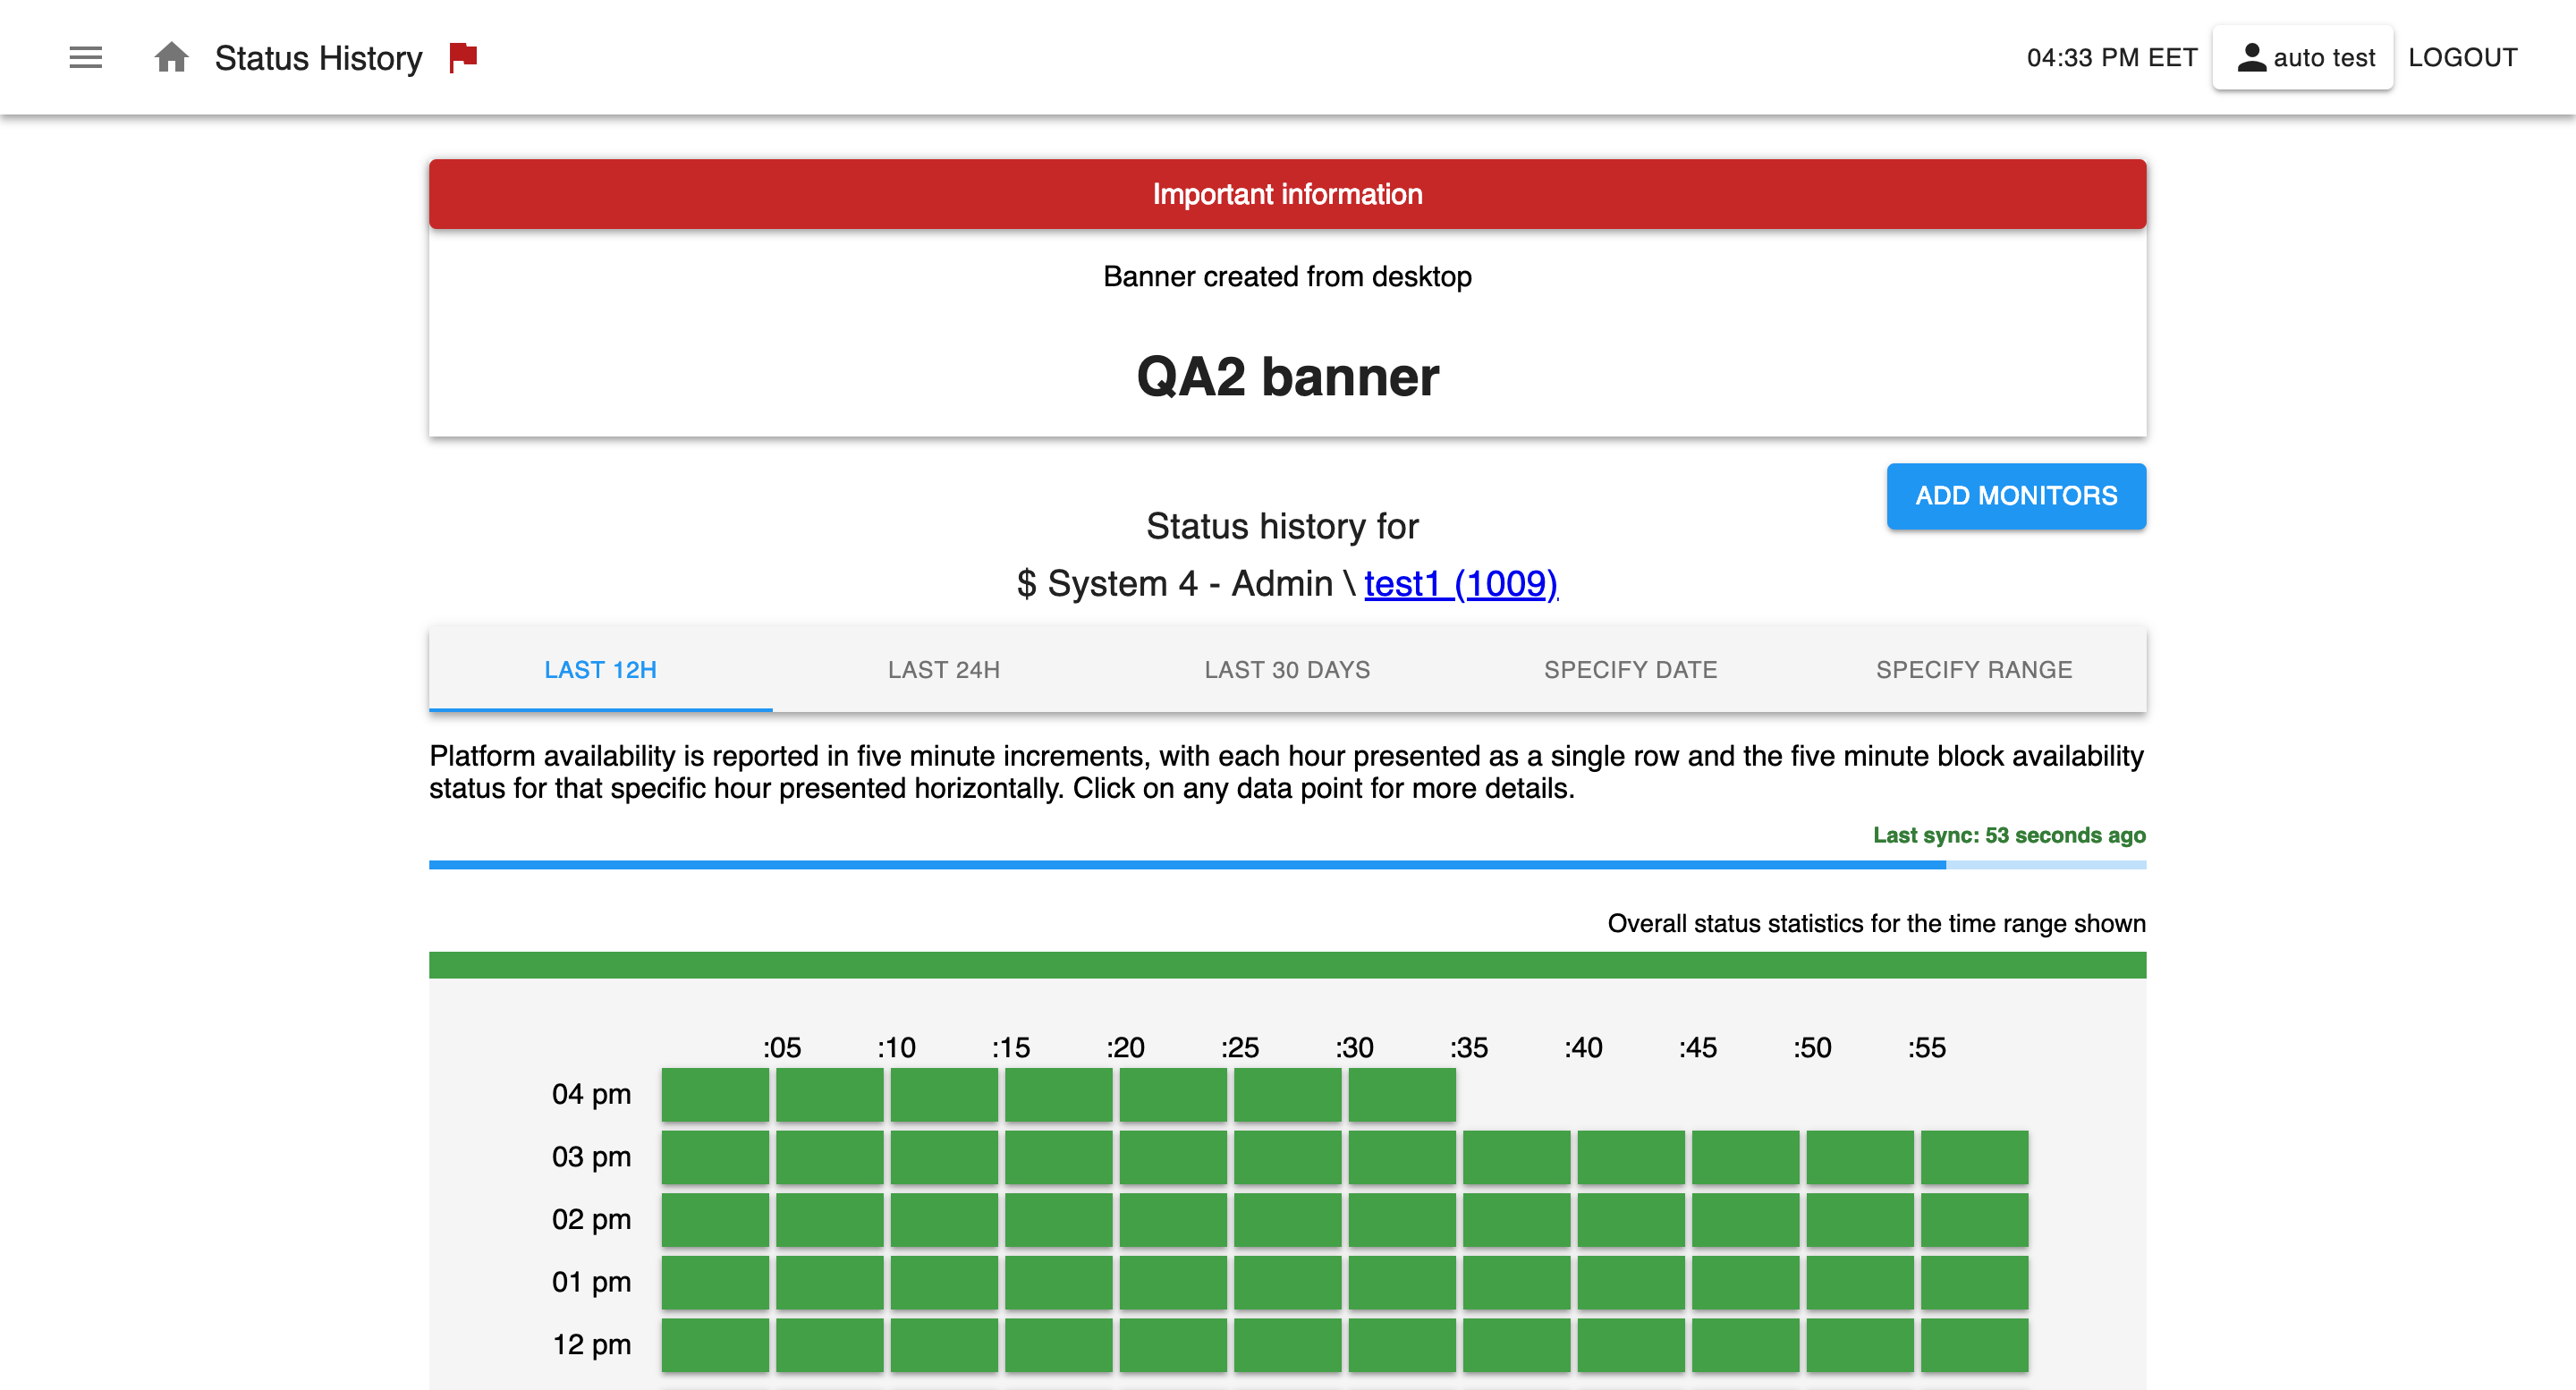 Status History
04:33 PM EET
auto test
LOGOUT
Important information
Banner created from desktop
QA2 banner
ADD MONITORS
Status history for
$ System 4 - Admin \ test1 (1009)
LAST 12H
LAST 24H
LAST 30 DAYS
SPECIFY DATE
SPECIFY RANGE
Platform availability is reported in five minute increments, with each hour presented as a single row and the five minute block availability
status for that specific hour presented horizontally. Click on any data point for more details.
Last sync: 53 seconds ago
Overall status statistics for the time range shown
:05 :10 :15 :20 :25 :30 :35 :40 :45 :50 :55
04 pm
03 pm
02 pm
01 pm
12 pm